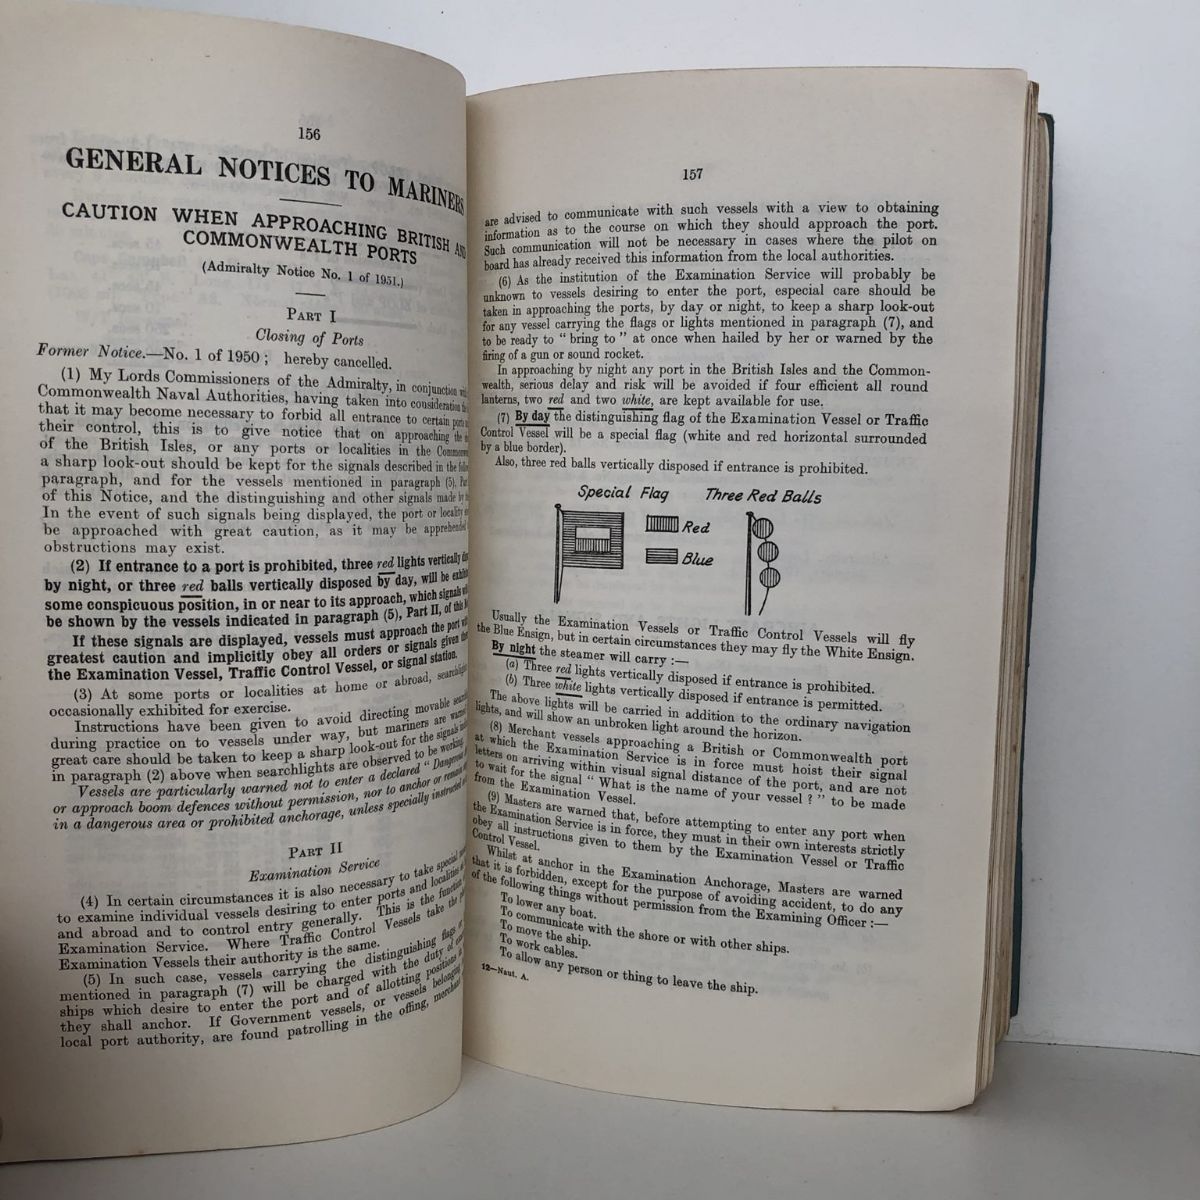 156
GENERAL NOTICES TO MARINERS
CAUTION WHEN APPROACHING BRITISH AND
COMMONWEALTH PORTS
(Admiralty Notice No. 1 of 1951.)
PART I
Closing of Ports
Former Notice.—No. 1 of 1950 ; hereby cancelled.
(1) My Lords Commissioners of the Admiralty, in conjunction
Commonwealth Naval Authorities, having taken into consideration
that it may become necessary to forbid all entrance to certain ports
their control, this is to give notice that on approaching the
of the British Isles, or any ports or localities in the
a sharp look-out should be kept for the signals described in the
paragraph, and for the vessels mentioned in paragraph (5),
of this Notice, and the distinguishing and other signals made by
In the event of such signals being displayed, the port or locality
be approached with great caution, as it may be apprehended
obstructions may exist.
(2) If entrance to a port is prohibited, three red lights vertically
by night, or three red balls vertically disposed by day, will be
some conspicuous position, in or near to its approach, which signals
be shown by the vessels indicated in paragraph (5), Part II, of this
If these signals are displayed, vessels must approach the port
greatest caution and implicitly obey all orders or signals given
the Examination Vessel, Traffic Control Vessel, or signal station.
(3) At some ports or localities at home or abroad,
occasionally exhibited for exercise.
Instructions have been given to avoid directing movable
during practice on to vessels under way, but mariners are
great care should be taken to keep a sharp look-out for the signals
in paragraph (2) above when searchlights are observed to be working.
Vessels are particularly warned not to enter a declared " Dangerous
or approach boom defences without permission, nor to anchor or
in a dangerous area or prohibited anchorage, unless specially instructed
PART II
Examination Service
(4) In certain circumstances it is also necessary to take special
to examine individual vessels desiring to enter ports and localities
and abroad and to control entry generally. This is the function
Examination Service. Where Traffic Control Vessels take the
Examination Vessels their authority is the same.
(5) In such case, vessels carrying the distinguishing flags
mentioned in paragraph (7) will be charged with the duty of
ships which desire to enter the port and of allotting positions
they shall anchor. If Government vessels, or vessels belonging
local port authority, are found patrolling in the offing, merchant
157
are advised to communicate with such vessels with a view to obtaining
information as to the course on which they should approach the port.
Such communication will not be necessary in cases where the pilot on
board has already received this information from the local authorities.
(6) As the institution of the Examination Service will probably be
unknown to vessels desiring to enter the port, especial care should be
taken in approaching the ports, by day or night, to keep a sharp look-out
for any vessel carrying the flags or lights mentioned in paragraph (7), and
to be ready to " bring to " at once when hailed by her or warned by the
firing of a gun or sound rocket.
In approaching by night any port in the British Isles and the Common-
wealth, serious delay and risk will be avoided if four efficient all round
lanterns, two red and two white, are kept available for use.
(7) By day the distinguishing flag of the Examination Vessel or Traffic
Control Vessel will be a special flag (white and red horizontal surrounded
by a blue border).
Also, three red balls vertically disposed if entrance is prohibited.
Special Flag Three Red Balls
Red
Blue
Usually the Examination Vessels or Traffic Control Vessels will fly
the Blue Ensign, but in certain circumstances they may fly the White Ensign.
By night the steamer will carry :—
(a) Three red lights vertically disposed if entrance is prohibited.
(b) Three white lights vertically disposed if entrance is permitted.
The above lights will be carried in addition to the ordinary navigation
lights, and will show an unbroken light around the horizon.
(8) Merchant vessels approaching a British or Commonwealth port
at which the Examination Service is in force must hoist their signal
letters on arriving within visual signal distance of the port, and are not
to wait for the signal " What is the name of your vessel ? " to be made
from the Examination Vessel.
(9) Masters are warned that, before attempting to enter any port when
the Examination Service is in force, they must in their own interests strictly
obey all instructions given to them by the Examination Vessel or Traffic
Control Vessel.
Whilst at anchor in the Examination Anchorage, Masters are warned
that it is forbidden, except for the purpose of avoiding accident, to do any
of the following things without permission from the Examining Officer :—
To lower any boat.
To communicate with the shore or with other ships.
To move the ship.
To work cables.
To allow any person or thing to leave the ship.
12—Naut. A.